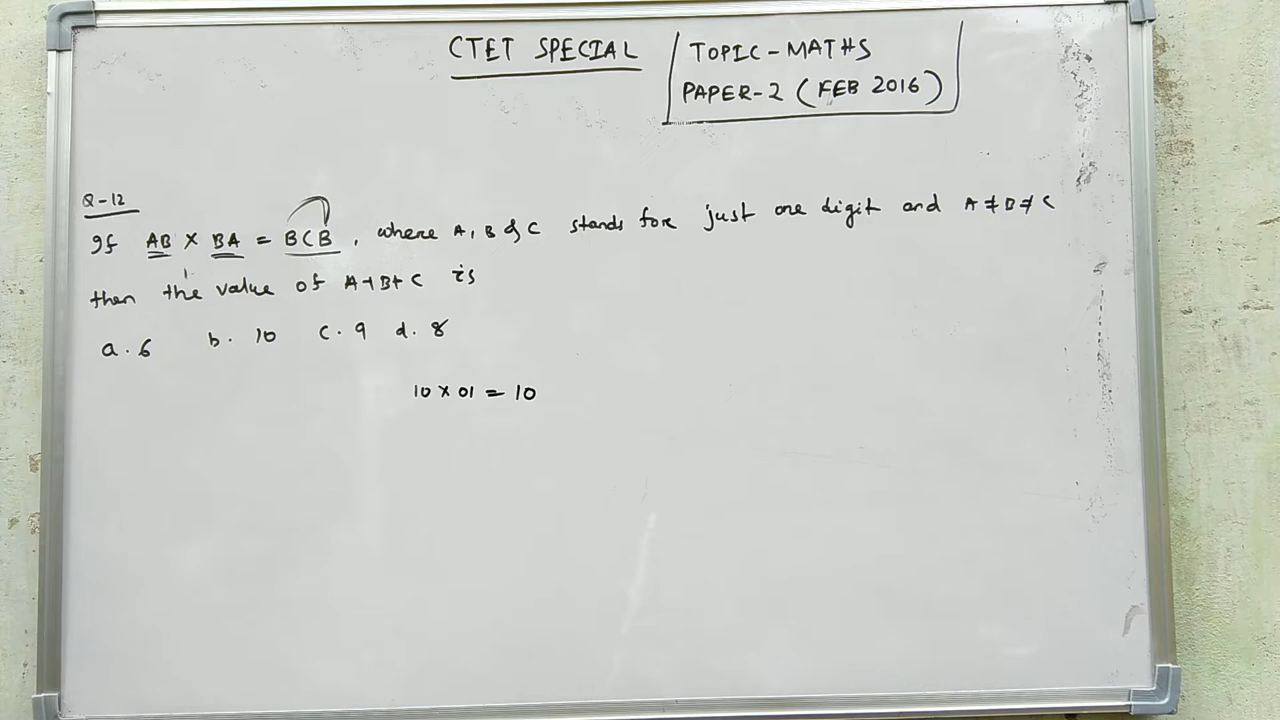 CTET SPECIAL
TOPIC-MATHS
PAPER-2 (FEB 2016)
Q-12
If AB X BA = BCB, where A, B & C stands for just one digit and A ≠ B ≠ C
then the value of A+B+C is
a. 6 b. 10 c. 9 d. 8
10 X 01 = 10